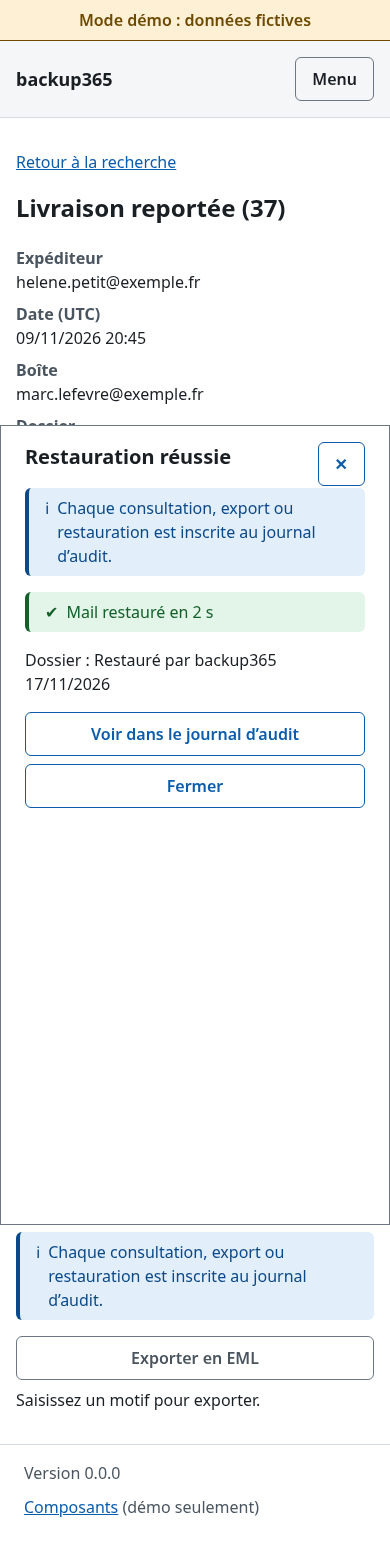 Mode démo : données fictives
backup365
Menu
Retour à la recherche
Livraison reportée (37)
Expéditeur
helene.petit@exemple.fr
Date (UTC)
09/11/2026 20:45
Boîte
marc.lefevre@exemple.fr
Dossier
Restauration réussie
×
i Chaque consultation, export ou
restauration est inscrite au journal
d’audit.
✔ Mail restauré en 2 s
Dossier : Restauré par backup365
17/11/2026
Voir dans le journal d’audit
Fermer
i Chaque consultation, export ou
restauration est inscrite au journal
d’audit.
Exporter en EML
Saisissez un motif pour exporter.
Version 0.0.0
Composants (démo seulement)